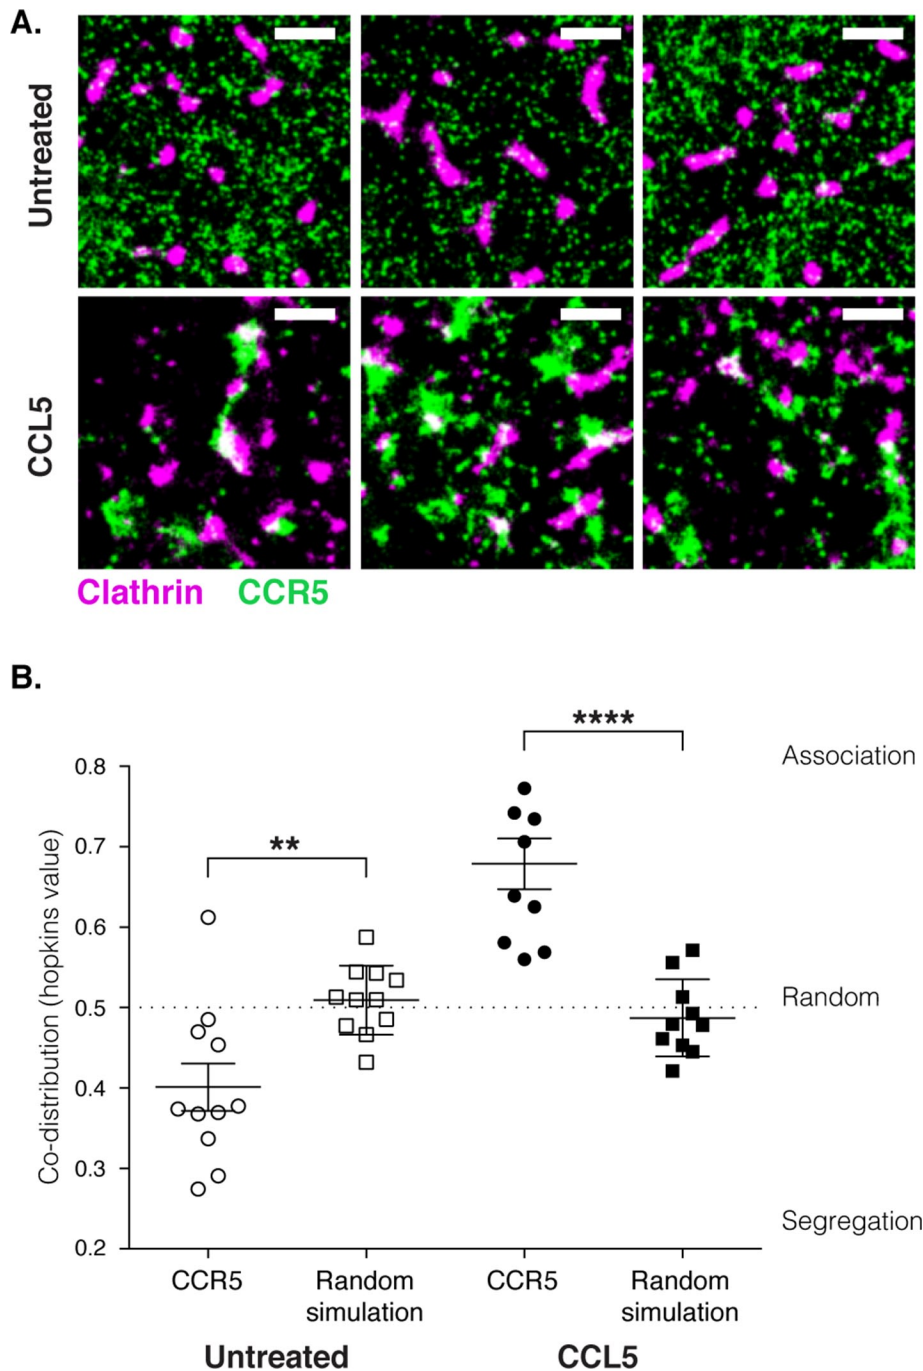 A.
Untreated
CCL5
Clathrin CCR5
B.
**
****
Association
Random
Segregation
Co-distribution (hopkins value)
0.8
0.7
0.6
0.5
0.4
0.3
0.2
CCR5
Random
simulation
CCR5
Random
simulation
Untreated
CCL5